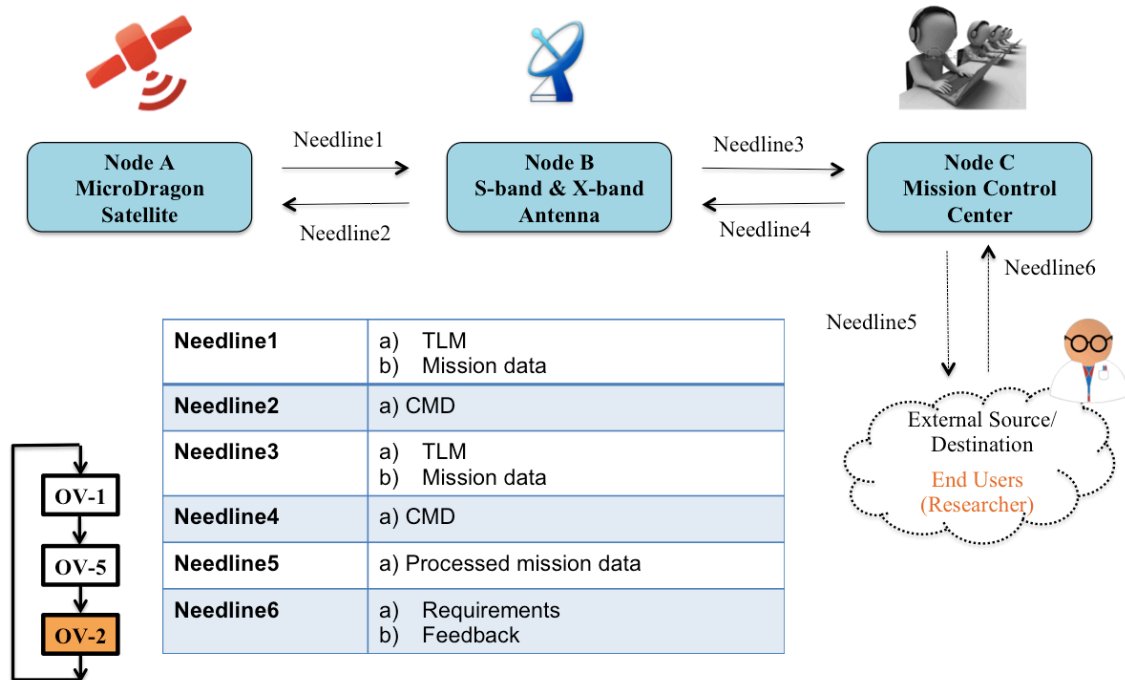 Node A
MicroDragon
Satellite
Needline1
Needline2
Node B
S-band & X-band
Antenna
Needline3
Needline4
Node C
Mission Control
Center
Needline6
Needline5
External Source/
Destination
End Users
(Researcher)
Needline1
a) TLM
b) Mission data
Needline2
a) CMD
Needline3
a) TLM
b) Mission data
Needline4
a) CMD
Needline5
a) Processed mission data
Needline6
a) Requirements
b) Feedback
OV-1
OV-5
OV-2